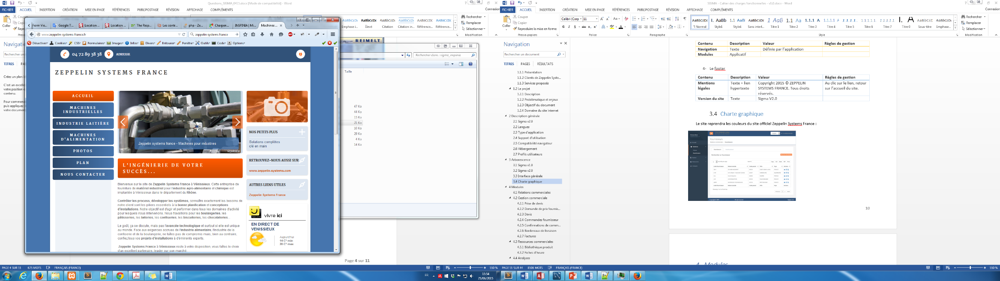 Questions_SIGMA_0413.docx [Mode de compatibilité] - Word
SIGMA - Cahier des charges fonctionnelles - v1.0.docx - Word
FICHIER ACCUEIL INSERTION CRÉATION MISE EN PAGE RÉFÉRENCES PUBLIPOSTAGE RÉVISION AFFICHAGE COMPLÉMENTS
Connexion
FICHIER ACCUEIL INSERTION CRÉATION MISE EN PAGE RÉFÉRENCES PUBLIPOSTAGE RÉVISION AFFICHAGE COMPLÉMENTS
Connexion
Coller
Élevé
Citation
Citation in...
Référence...
Référence...
Rechercher
Remplacer
Sélectionner
Modification
Coller
Couper
Copier
Reproduire la mise en forme
Presse-papiers
Calibri (Corp
11
Police
Paragraphe
¶ Normal
Style1
Style4
Sans interl...
Titre 1
Titre 2
Titre 3
Titre 4
Titre 5
Titre 6
Titre 7
Titre 0
Sous-titre
Emphase...
Style
Rechercher
Remplacer
Sélectionner
Modification
Form Vie...
Google T...
Location ...
Location ...
The Resp...
Les contr...
php - Ze...
Charpen...
INSPINIA | Mi...
Machines ...
www.zeppelin-systems-france.fr
zeppelin systems france
Désactiver Cookies CSS Formulaires Images Infos Divers Entourer Fenêtre Outils Code Options
04 72 89 38 38
ADRESSE
ZEPPELIN SYSTEMS FRANCE
ACCUEIL
MACHINES
INDUSTRIELLES
INDUSTRIE LAITIÈRE
MACHINES
D'ALIMENTATION
PHOTOS
PLAN
NOUS CONTACTER
Zeppelin systems france - Machines pour industries
L'INGÉNIERIE DE VOTRE
SUCCÈS...
Bienvenue sur le site de Zeppelin Systems France à Vénissieux. Cette entreprise de
fourniture de matériel industriel pour l'industrie agro-alimentaire et chimique est
implantée à Vénissieux dans le département du Rhône.
Contrôler les process, développer les systèmes, connaître exactement les besoins de
notre client sont les piliers essentiels à la bonne planification et conceptions
d'installations. Notre objectif est d'agir et performer dans tous les domaines d'activité
pour lesquels nous intervenons. Nous travaillons pour les boulangeries, les
pâtisseries, les laiteries, les confiseries, les biscuiteries, les chocolateries...
Le goût, ça se discute, mais pas l'avancée technologique et surtout si elle est unique
au monde. Face aux exigences accrues de l'industrie alimentaire, l'industrie de la
confiserie et de la boulangerie, ne faîtes pas de compromis mais, bien au contraire,
confiez tous vos projets d'installations à d'éminents experts.
Zeppelin Systems France à Vénissieux reste à votre disposition, vous faîtes le choix
d'un excellent partenaire, leader sur son marché.
NOS PETITS PLUS
Solutions complètes
clé en main
RETROUVEZ-NOUS AUSSI SUR
www.zeppelin-systems.com
AUTRES LIENS UTILES
Zeppelin Systems France
vivre ici
EN DIRECT DE
VENISSIEUX
Aujourd'hui
14 C° min
28 C° max
REIMELT
Rechercher dans : sigma_inspinia
Taille
47 Ko
44 Ko
15 Ko
21 Ko
10 Ko
29 Ko
4 Ko
14 Ko
Page 4 sur 11
Navigation
Rechercher un document
TITRES PAGES RÉSULTATS
1.1.1 Présentation
1.1.2 Clients de Zeppelin Syste...
1.1.3 Services proposés
1.2 Le projet
1.2.1 Description
1.2.2 Problématique et enjeux
1.2.3 Objectif du document
1.2.4 Domaine du site internet
2 Description générale
2.1 Sigma v2.0
2.2 Langues
2.3 Type d'application
2.4 Support d'utilisation
2.5 Compatibilité navigateur
2.6 Hébergement
2.7 Profils utilisateurs
3 Arborescence
3.1 Sigma v1.0
3.2 Sigma v2.0
3.3 Interface générale
3.4 Charte graphique
4 Modules
4.1 Relations commerciales
4.2 Gestion commerciale
4.2.1 Prise de devis
4.2.2 Demande de prix fournis...
4.2.3 Devis
4.2.4 Commandes fournisseur
4.2.5 Confirmations de comm...
4.2.6 Bordereaux de livraison
4.2.7 Factures
4.3 Ressources commerciales
4.3.1 Bibliothèque produit
4.3.2 Fiches d'heure
4.4 Analyses
Contenu Description Valeur Règles de gestion
Navigation Texte Définie par l'application
Modules Applicatif
4- Le footer
Contenu Description Valeur Règles de gestion
Mentions légales Texte + lien hypertexte Copyright 2015 © ZEPPELIN SYSTEMS FRANCE. Tous droits réservés. Au clic sur le lien, retour sur l'accueil du site.
Version du site Texte Sigma V2.0
3.4 Charte graphique
Le site reprendra les couleurs du site officiel Zeppelin Systems France :
ZEPPELIN
Fournisseurs
10
4 Modules
PAGE 4 SUR 11 675 MOTS FRANÇAIS (FRANCE)
110 %
PAGE 11 SUR 44 8106 MOTS FRANÇAIS (FRANCE)
110 %
FR
15:54
25/06/2015